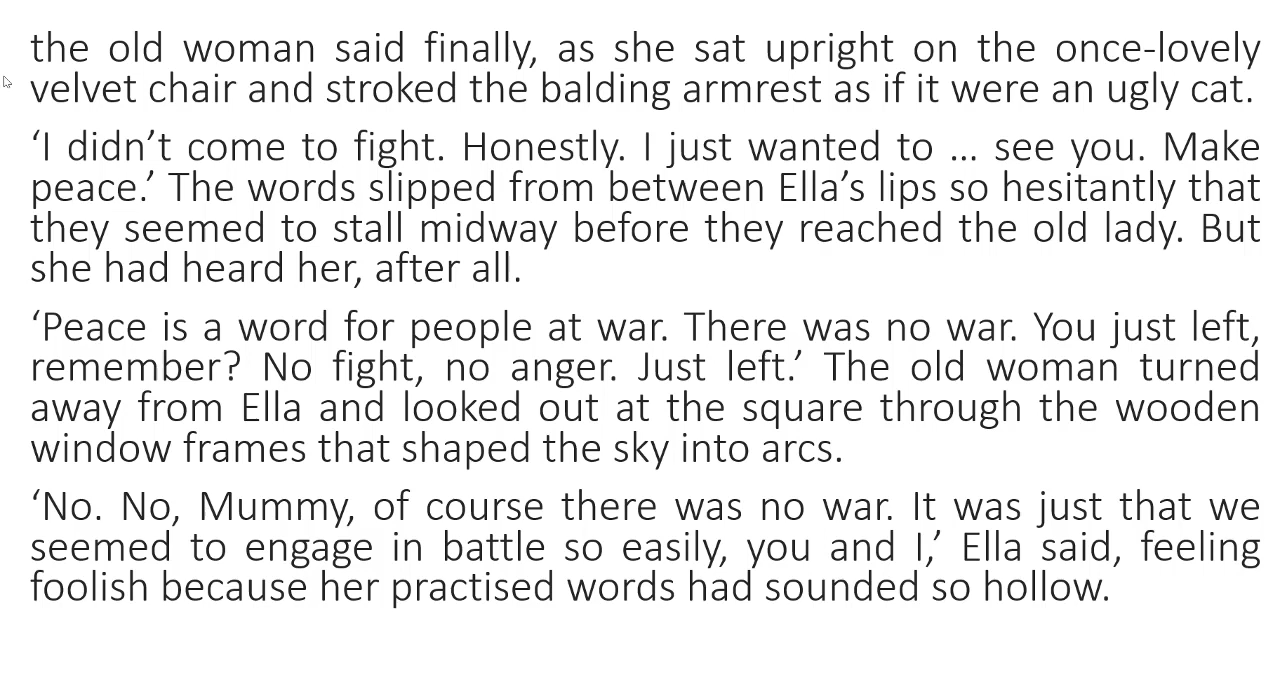 the old woman said finally, as she sat upright on the once-lovely
velvet chair and stroked the balding armrest as if it were an ugly cat.
‘I didn’t come to fight. Honestly. I just wanted to … see you. Make
peace.’ The words slipped from between Ella’s lips so hesitantly that
they seemed to stall midway before they reached the old lady. But
she had heard her, after all.
‘Peace is a word for people at war. There was no war. You just left,
remember? No fight, no anger. Just left.’ The old woman turned
away from Ella and looked out at the square through the wooden
window frames that shaped the sky into arcs.
‘No. No, Mummy, of course there was no war. It was just that we
seemed to engage in battle so easily, you and I,’ Ella said, feeling
foolish because her practised words had sounded so hollow.